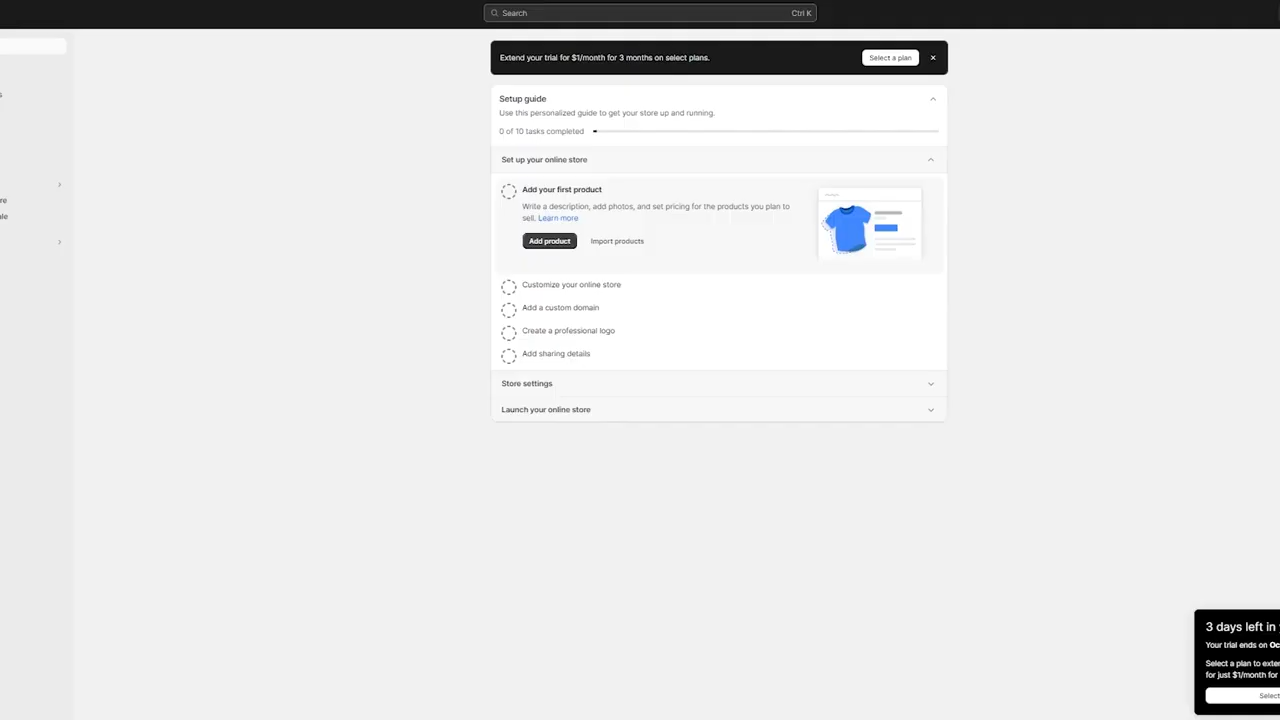 Search
Ctrl K
Extend your trial for $1/month for 3 months on select plans.
Select a plan
Setup guide
Use this personalized guide to get your store up and running.
0 of 10 tasks completed
Set up your online store
Add your first product
Write a description, add photos, and set pricing for the products you plan to
sell. Learn more
Add product
Import products
Customize your online store
Add a custom domain
Create a professional logo
Add sharing details
Store settings
Launch your online store
3 days left in
Your trial ends on Oc
Select a plan to exten
for just $1/month for
Select